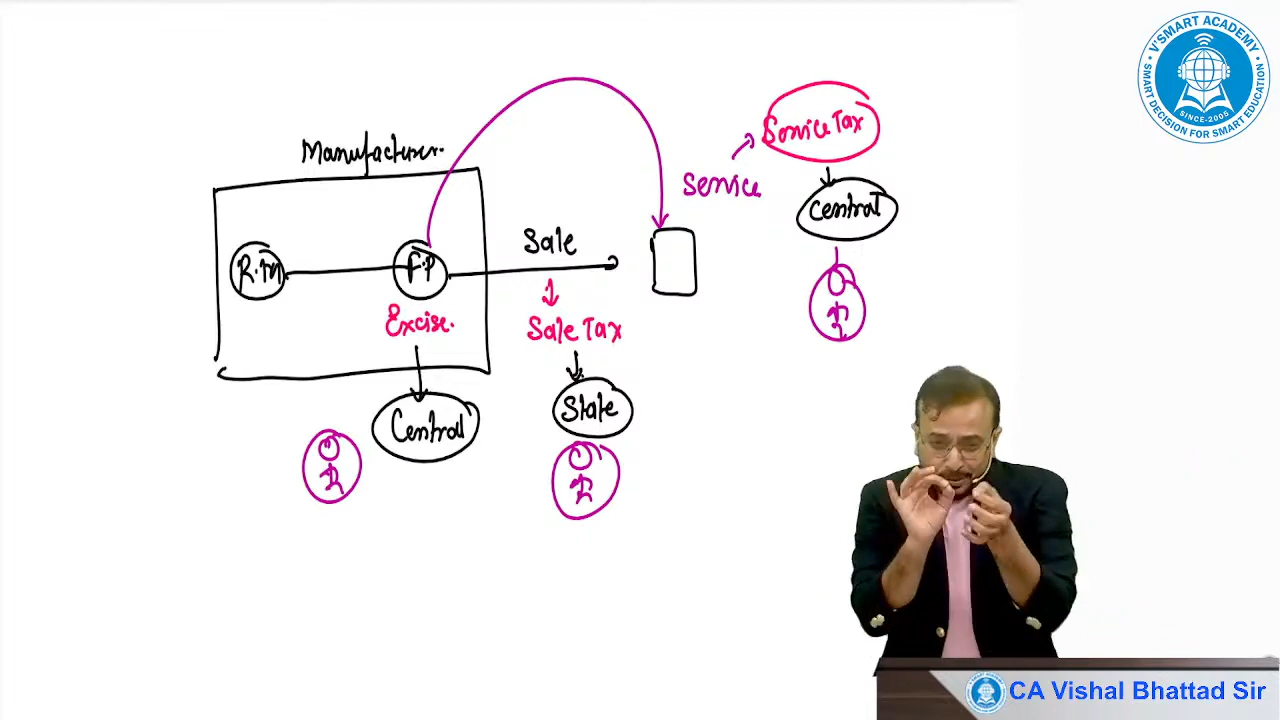 V'SMART ACADEMY
SINCE-2005
SMART DECISION FOR SMART EDUCATION
Service Tax
Manufacturer.
Service
Central
Sale
R.M
F.P
Excise.
Sale Tax
State
Central
CA Vishal Bhattad Sir